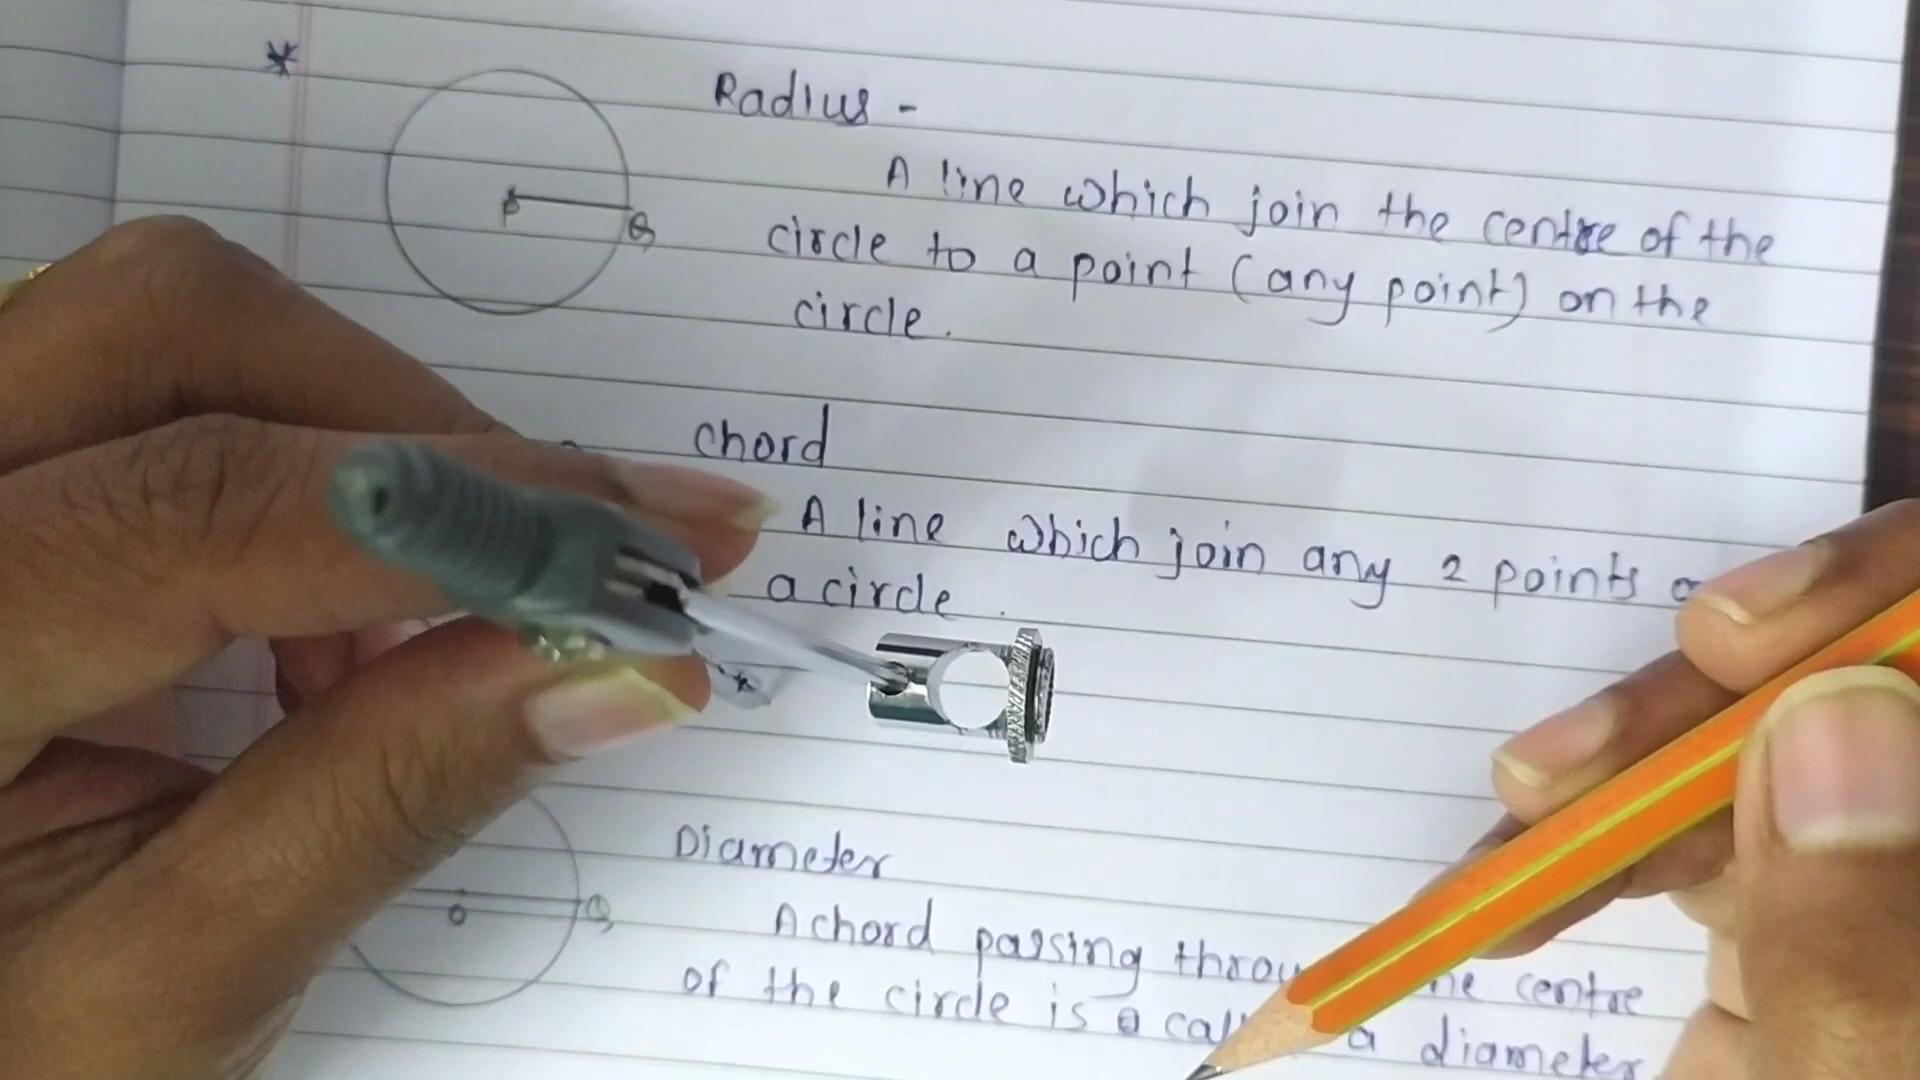 *
Radius -
A line which join the centre of the
P
Q
circle to a point (any point) on the
circle.
chord
A line which join any 2 points
a circle.
Diameter
O
Q
A chord passing centre
of the circle is a a diameter